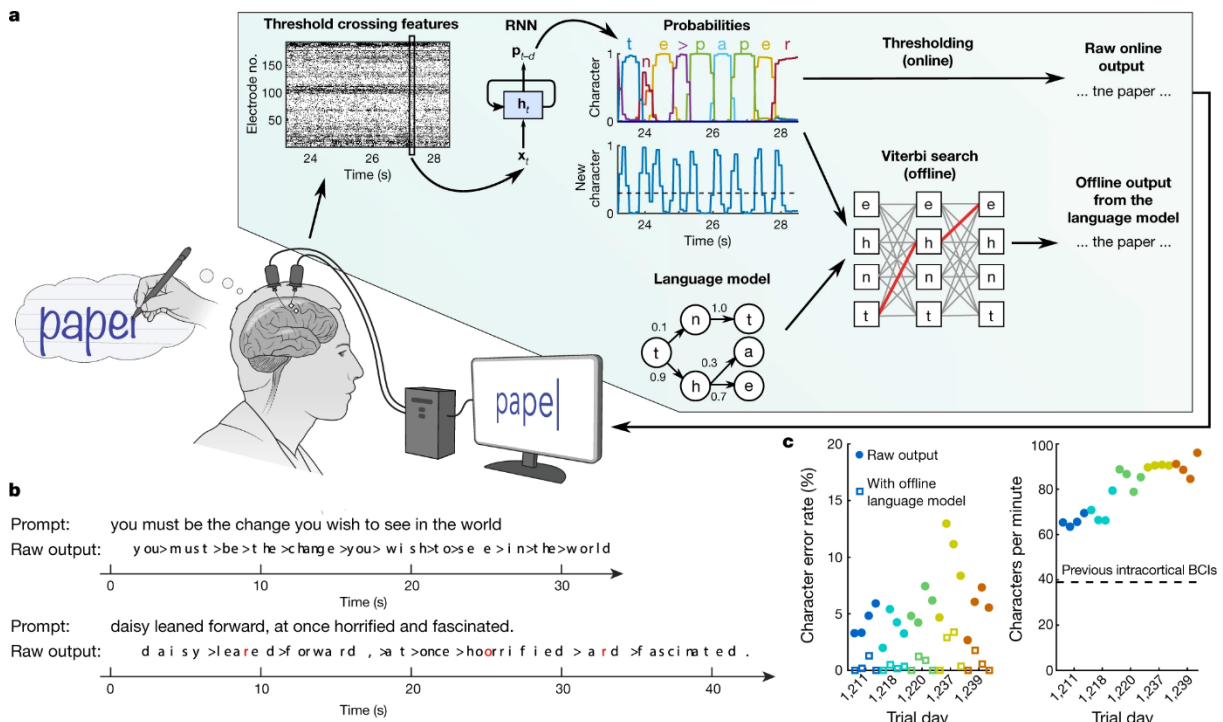 a
Threshold crossing features
Electrode no.
150
100
50
24 26 28
Time (s)
RNN
p t–d
h t
x t
Probabilities
t n e > p a p e r
Character
1
0
24 26 28
New
character
1
0
24 26 28
Time (s)
Thresholding
(online)
Raw online
output
... tne paper ...
Viterbi search
(offline)
e e e
h h h
n n n
t t t
Offline output
from the
language model
... the paper ...
Language model
t n t h a e
0.1 1.0
0.9 0.3
0.7
paper
pape
b
Prompt: you must be the change you wish to see in the world
Raw output: you>must>be>the>change>you>wish>to>see>in>the>world
0 10 20 30
Time (s)
Prompt: daisy leaned forward, at once horrified and fascinated.
Raw output: daisy>leared>forward,>at>once>hoorrified>ard>fascinated.
0 10 20 30 40
Time (s)
c
Character error rate (%)
20
15
10
5
0
Raw output
With offline
language model
1,211 1,218 1,220 1,237 1,239
Trial day
Characters per minute
100
80
60
40
20
0
Previous intracortical BCIs
1,211 1,218 1,220 1,237 1,239
Trial day